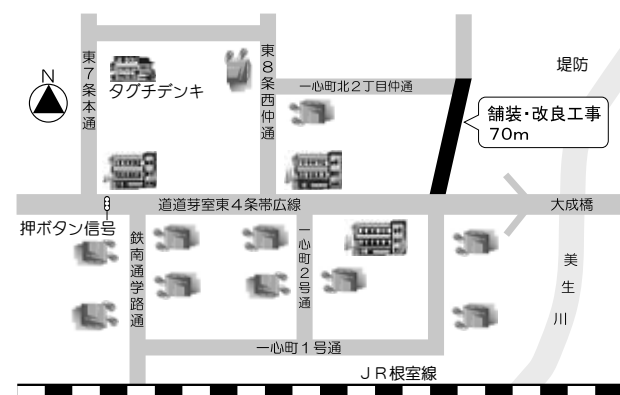 N
東7条本通
タグチデンキ
東8条西仲通
一心町北2丁目仲通
堤防
舗装・改良工事
70m
道道芽室東4条帯広線
大成橋
押ボタン信号
鉄南通学路通
一心町2号通
美生川
一心町1号通
JR根室線